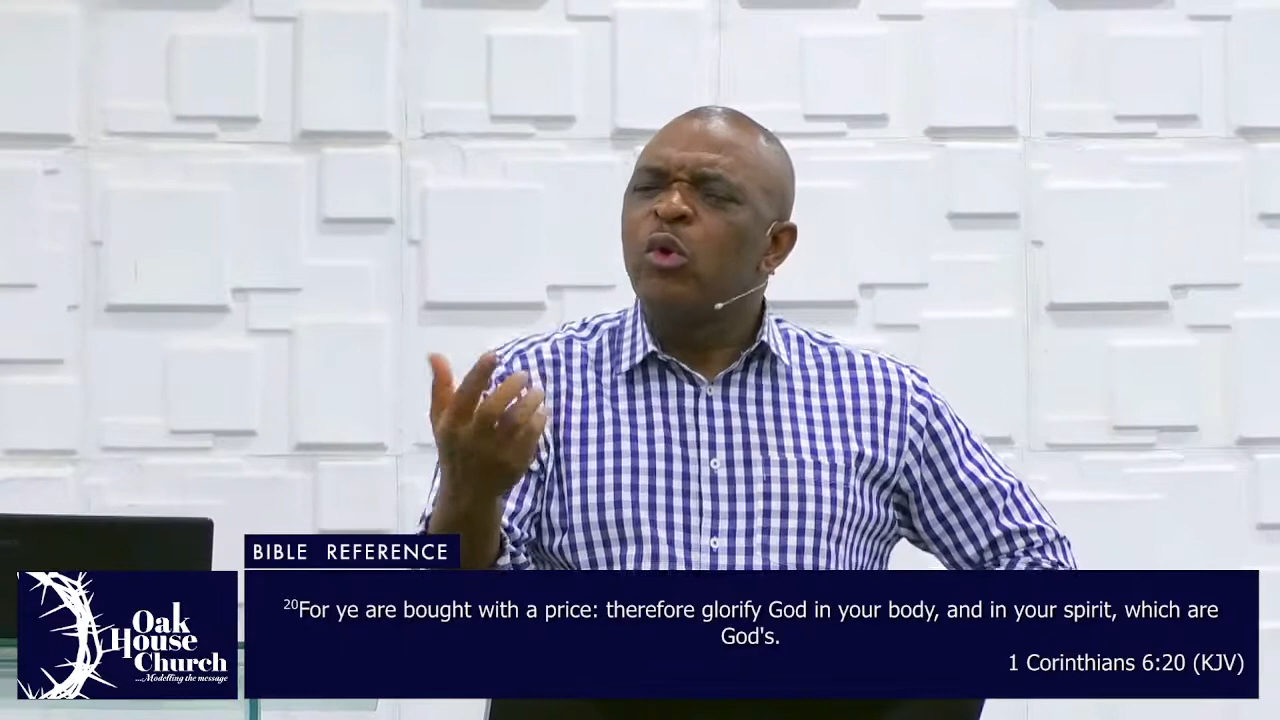 BIBLE REFERENCE
20For ye are bought with a price: therefore glorify God in your body, and in your spirit, which are
God's.
1 Corinthians 6:20 (KJV)
Oak
House
Church
...Modelling the message